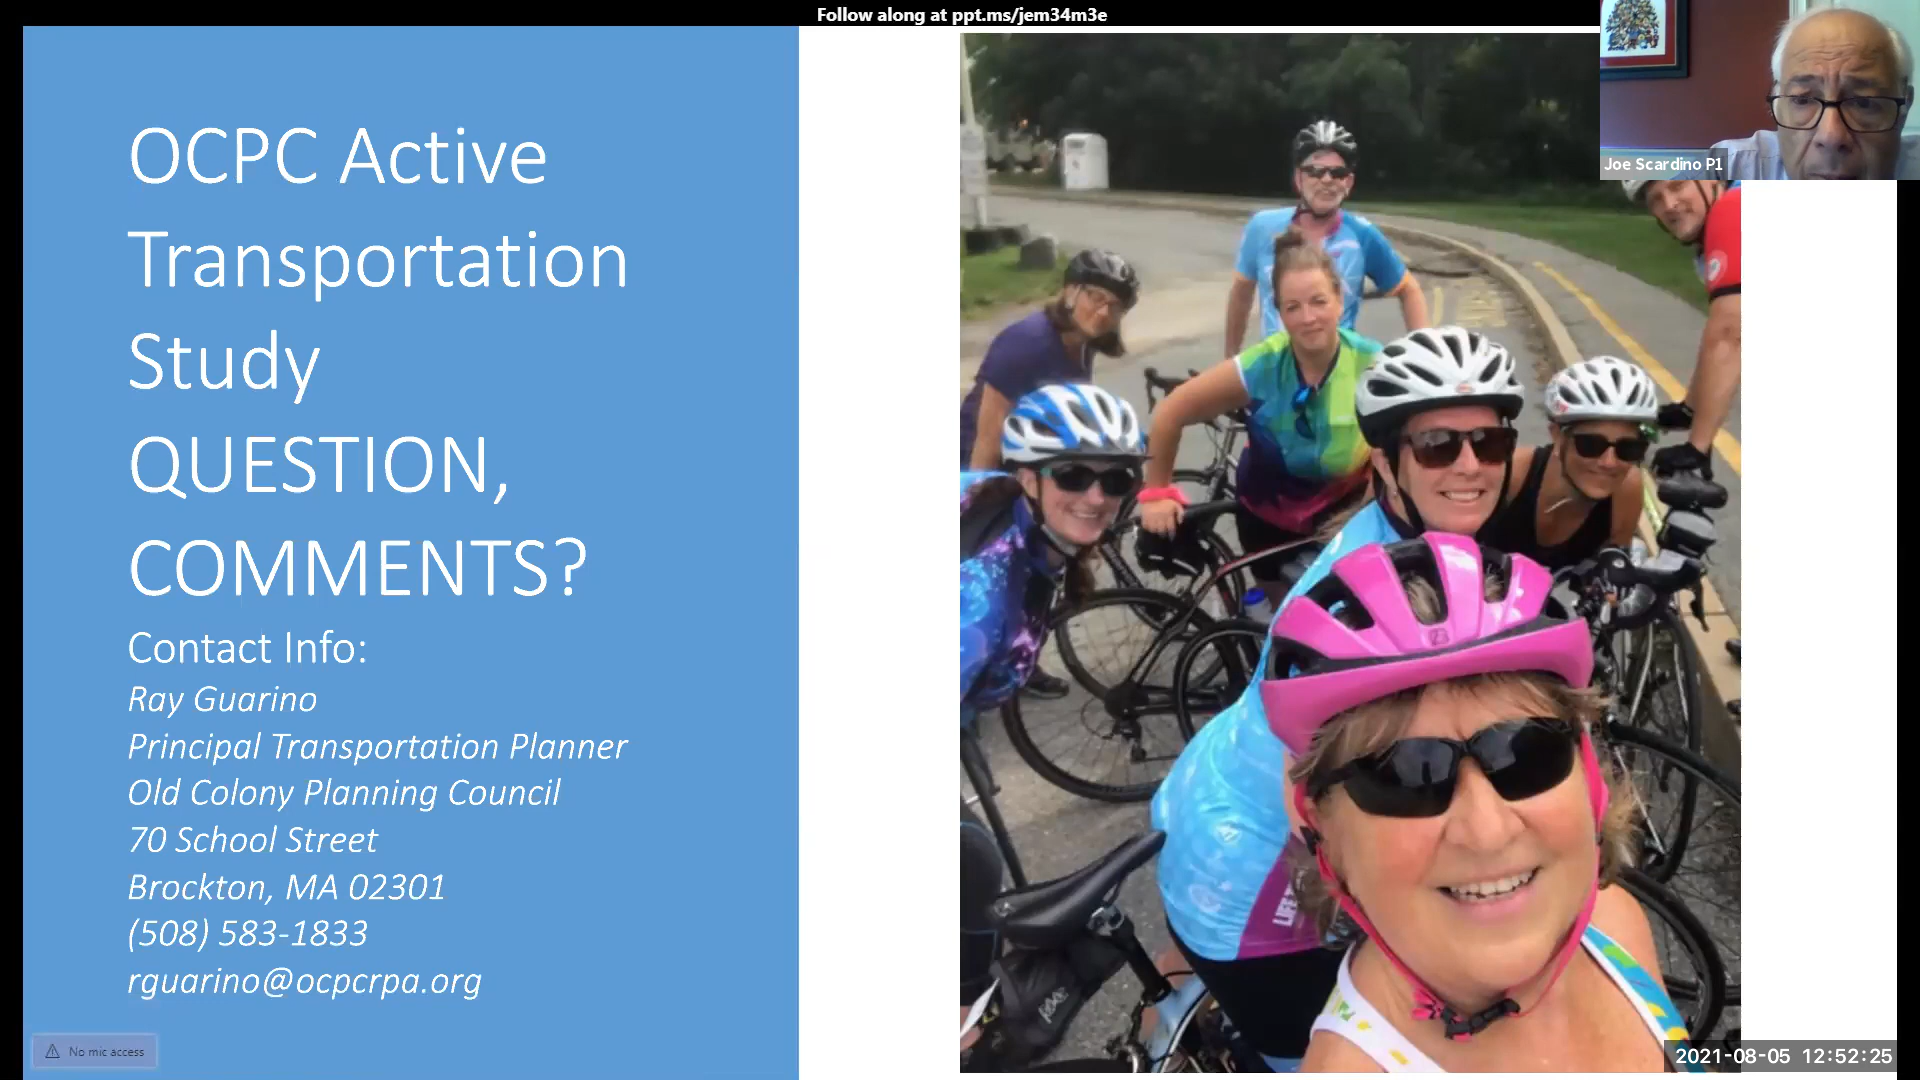 Follow along at ppt.ms/jem34m3e
OCPC Active
Transportation
Study
QUESTION,
COMMENTS?
Contact Info:
Ray Guarino
Principal Transportation Planner
Old Colony Planning Council
70 School Street
Brockton, MA 02301
(508) 583-1833
rguarino@ocpcrpa.org
No mic access
Joe Scardino P1
LIFE
2021-08-05 12:52:25